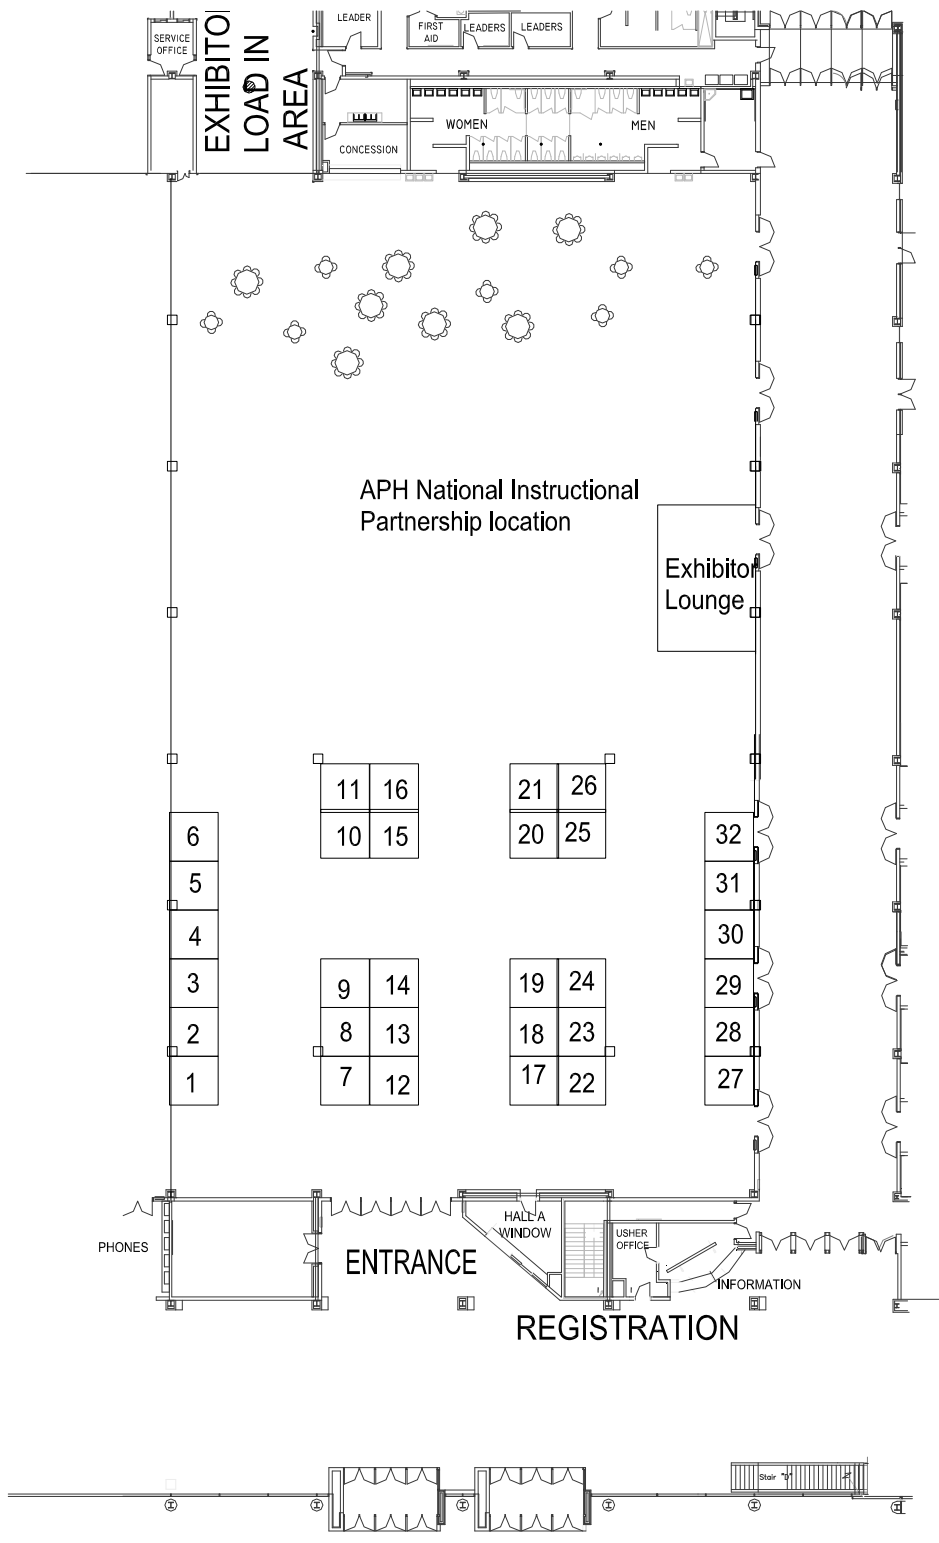 LEADER
FIRST
AID
LEADERS
LEADERS
SERVICE
OFFICE
EXHIBITO
LOAD IN
AREA
WOMEN
MEN
CONCESSION
APH National Instructional
Partnership location
Exhibitor
Lounge
11 16 21 26
10 15 20 25
6 32
5 31
4 30
3 9 14 19 24 29
2 8 13 18 23 28
1 7 12 17 22 27
HALL A
WINDOW
USHER
OFFICE
PHONES
ENTRANCE
INFORMATION
REGISTRATION
Stair "D"